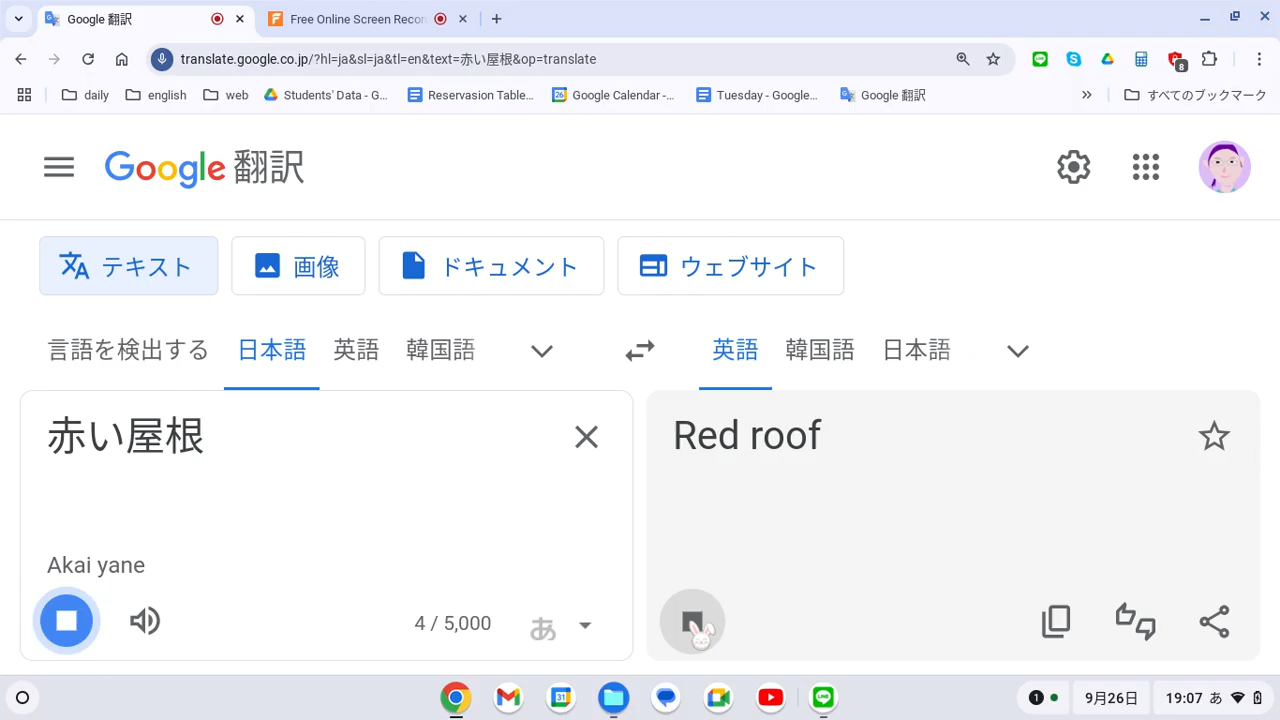 Google 翻訳
Free Online Screen Recor
translate.google.co.jp/?hl=ja&sl=ja&tl=en&text=赤い屋根&op=translate
8
daily
english
web
Students' Data - G...
Reservasion Table...
Google Calendar -...
Tuesday - Google...
Google 翻訳
»
すべてのブックマーク
Google 翻訳
テキスト
画像
ドキュメント
ウェブサイト
言語を検出する
日本語
英語
韓国語
英語
韓国語
日本語
赤い屋根
Red roof
Akai yane
4 / 5,000
あ
1
9月26日
19:07 あ